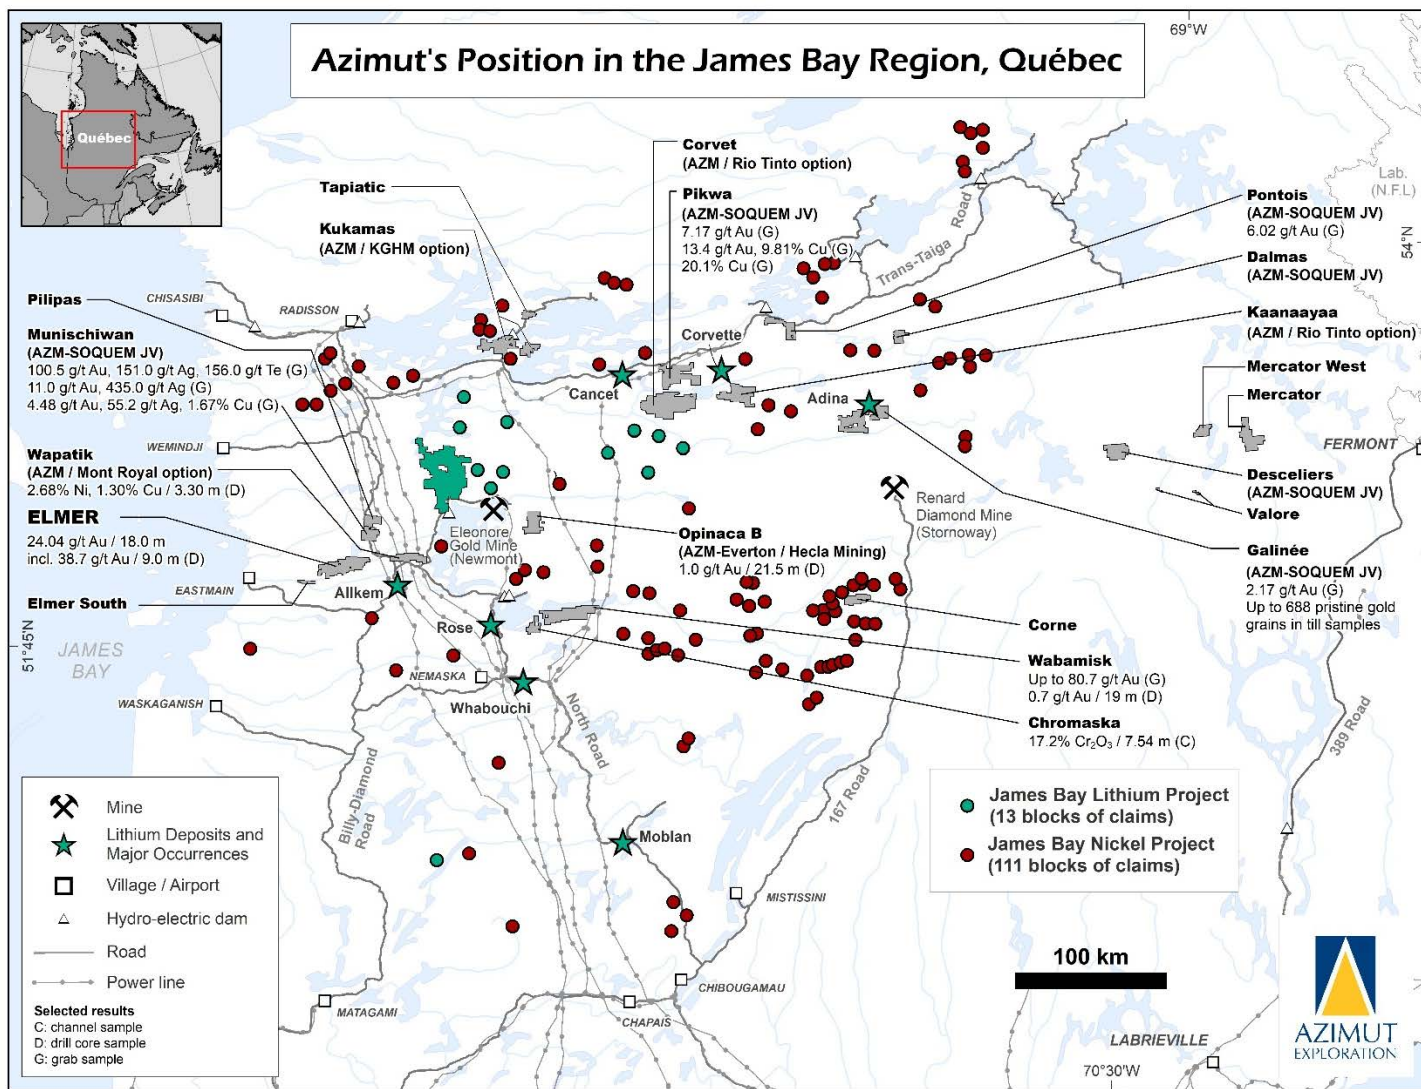 Azimut's Position in the James Bay Region, Québec
Québec
69°W
Lab.
(N.F.L)
54°N
Corvet
(AZM / Rio Tinto option)
Pikwa
(AZM-SOQUEM JV)
7.17 g/t Au (G)
13.4 g/t Au, 9.81% Cu (G)
20.1% Cu (G)
Tapiatic
Kukamas
(AZM / KGHM option)
Pontois
(AZM-SOQUEM JV)
6.02 g/t Au (G)
Dalmas
(AZM-SOQUEM JV)
Kaanaayaa
(AZM / Rio Tinto option)
Mercator West
Mercator
FERMONT
Desceliers
(AZM-SOQUEM JV)
Valore
Galinée
(AZM-SOQUEM JV)
2.17 g/t Au (G)
Up to 688 pristine gold
grains in till samples
Trans-Taiga Road
CHISASIBI
RADISSON
Pilipas
Munischiwan
(AZM-SOQUEM JV)
100.5 g/t Au, 151.0 g/t Ag, 156.0 g/t Te (G)
11.0 g/t Au, 435.0 g/t Ag (G)
4.48 g/t Au, 55.2 g/t Ag, 1.67% Cu (G)
WEMINDJI
Wapatik
(AZM / Mont Royal option)
2.68% Ni, 1.30% Cu / 3.30 m (D)
ELMER
24.04 g/t Au / 18.0 m
incl. 38.7 g/t Au / 9.0 m (D)
EASTMAIN
Elmer South
Corvette
Cancet
Adina
Renard
Diamond Mine
(Stornoway)
Eleonore
Gold Mine
(Newmont)
Opinaca B
(AZM-Everton / Hecla Mining)
1.0 g/t Au / 21.5 m (D)
Allkem
Rose
Corne
Wabamisk
Up to 80.7 g/t Au (G)
0.7 g/t Au / 19 m (D)
Chromaska
17.2% Cr₂O₃ / 7.54 m (C)
51°45'N
JAMES
BAY
NEMASKA
Whabouchi
WASKAGANISH
North Road
Billy-Diamond
Road
167 Road
389 Road
Moblan
MISTISSINI
CHIBOUGAMAU
CHAPAIS
MATAGAMI
LABRIEVILLE
70°30'W
Mine
Lithium Deposits and
Major Occurrences
Village / Airport
Hydro-electric dam
Road
Power line
Selected results
C: channel sample
D: drill core sample
G: grab sample
James Bay Lithium Project
(13 blocks of claims)
James Bay Nickel Project
(111 blocks of claims)
100 km
AZIMUT
EXPLORATION